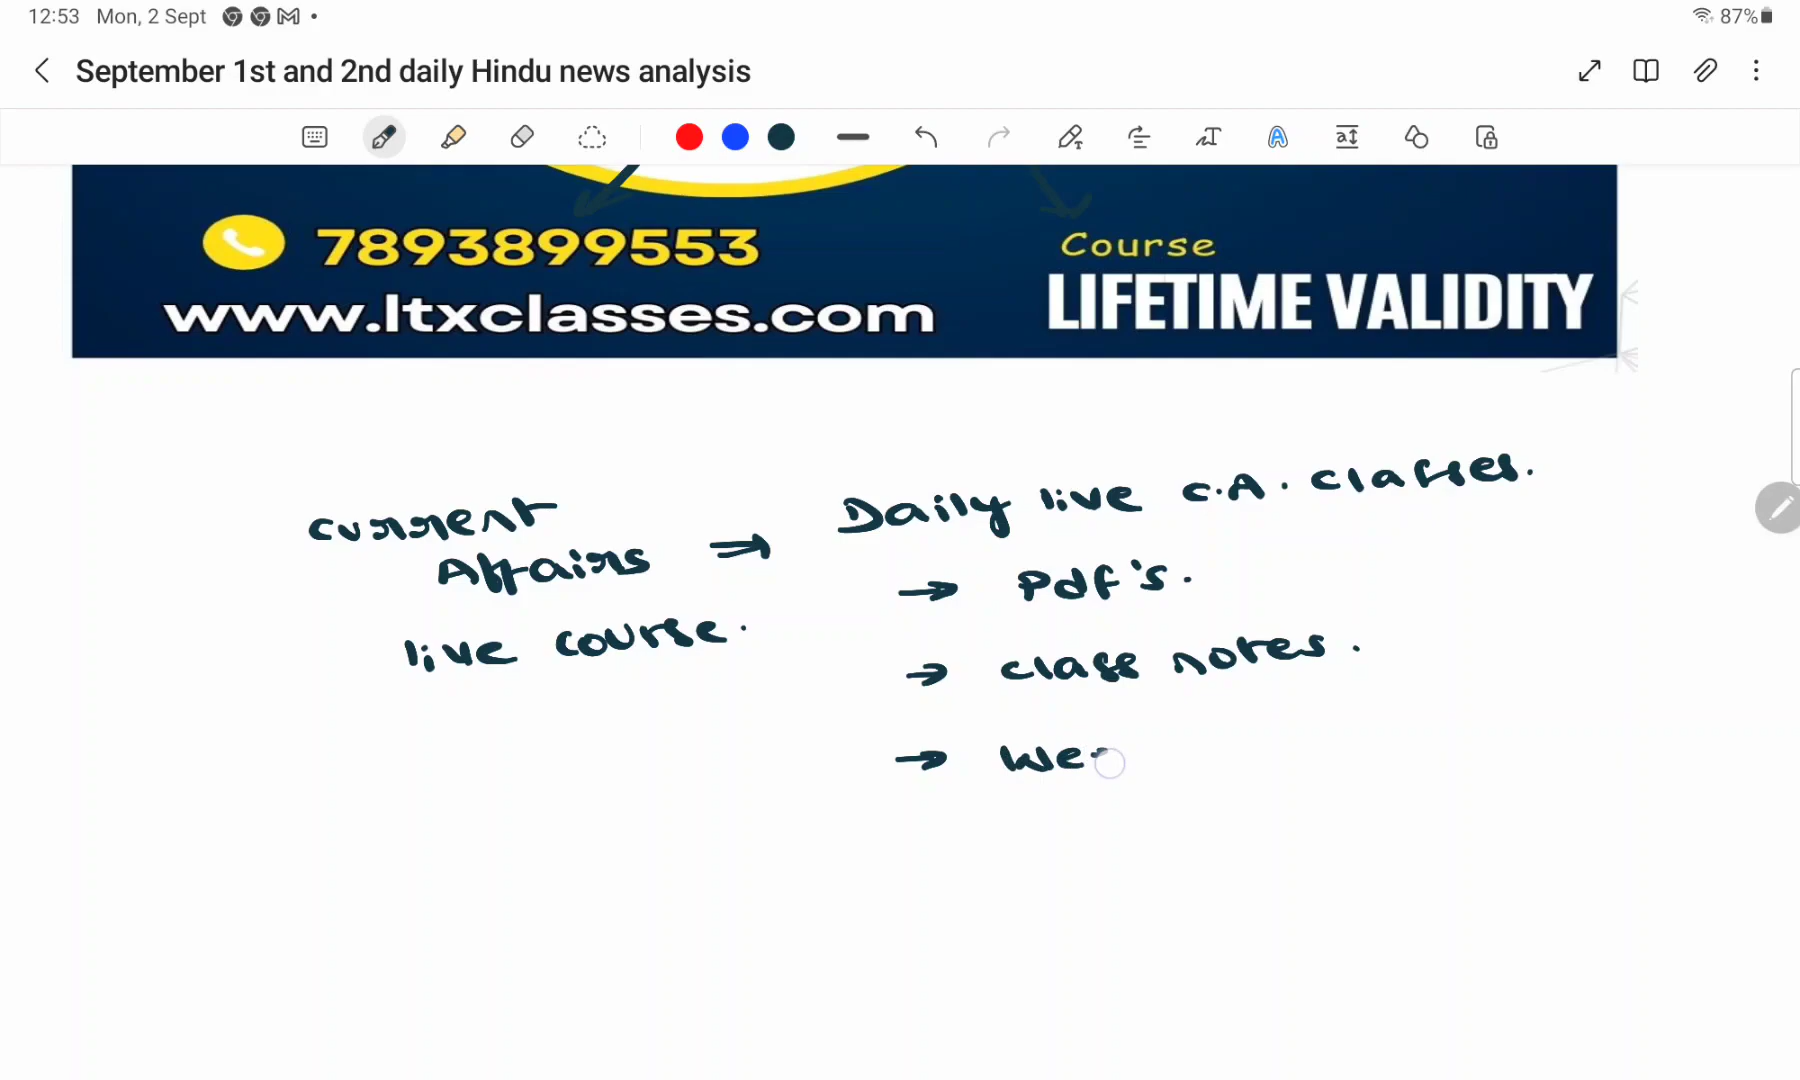 12:53 Mon, 2 Sept 87%
September 1st and 2nd daily Hindu news analysis
7893899553
www.ltxclasses.com
Course
LIFETIME VALIDITY
current
Affairs
live course.
⇒ Daily live C.A. classes.
→ Pdf's.
→ class notes.
→ We